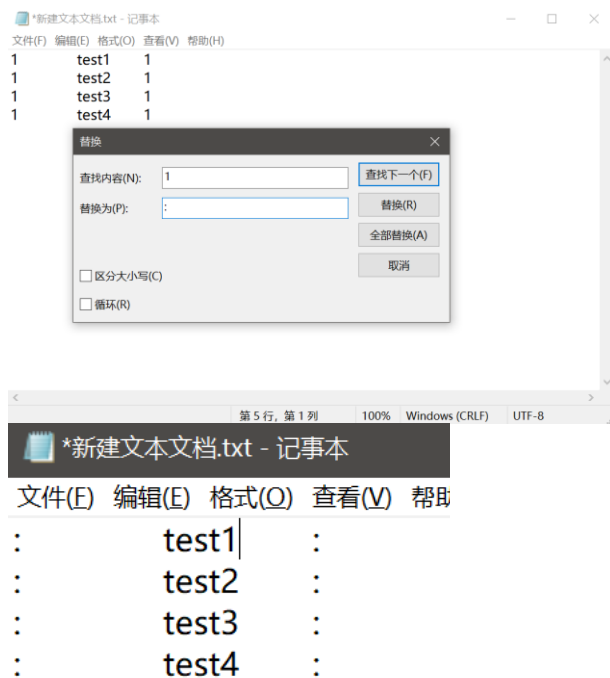 *新建文本文档.txt - 记事本
文件(F) 编辑(E) 格式(O) 查看(V) 帮助(H)
1 test1 1
1 test2 1
1 test3 1
1 test4 1
替换
查找内容(N): 1 查找下一个(F)
替换为(P): : 替换(R)
全部替换(A)
取消
区分大小写(C)
循环(R)
第 5 行，第 1 列 100% Windows (CRLF) UTF-8
*新建文本文档.txt - 记事本
文件(F) 编辑(E) 格式(O) 查看(V) 帮助
: test1 :
: test2 :
: test3 :
: test4 :